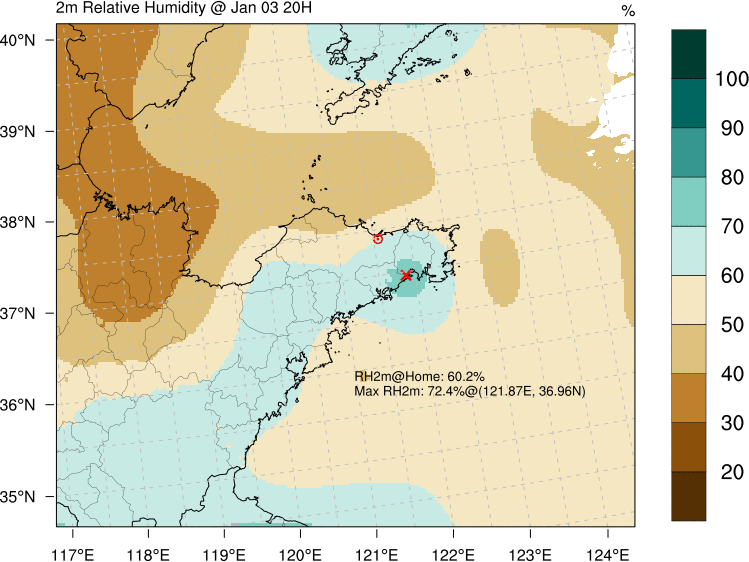 2m Relative Humidity @ Jan 03 20H
%
40°N
39°N
38°N
37°N
36°N
35°N
100
90
80
70
60
50
40
30
20
RH2m@Home: 60.2%
Max RH2m: 72.4%@(121.87E, 36.96N)
117°E 118°E 119°E 120°E 121°E 122°E 123°E 124°E